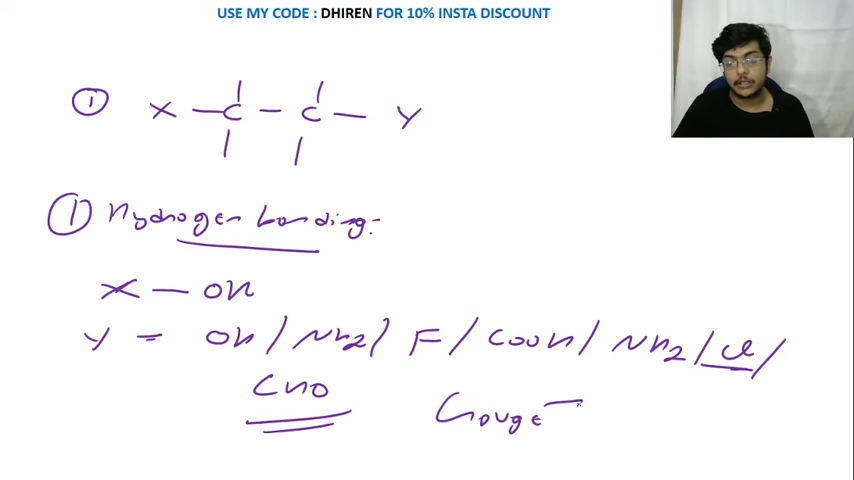 USE MY CODE : DHIREN FOR 10% INSTA DISCOUNT
① X — C — C — Y
① Hydrogen bonding:-
X — OH
Y = OH / NH2 / F / COOH / NH2 / Cl /
CHO